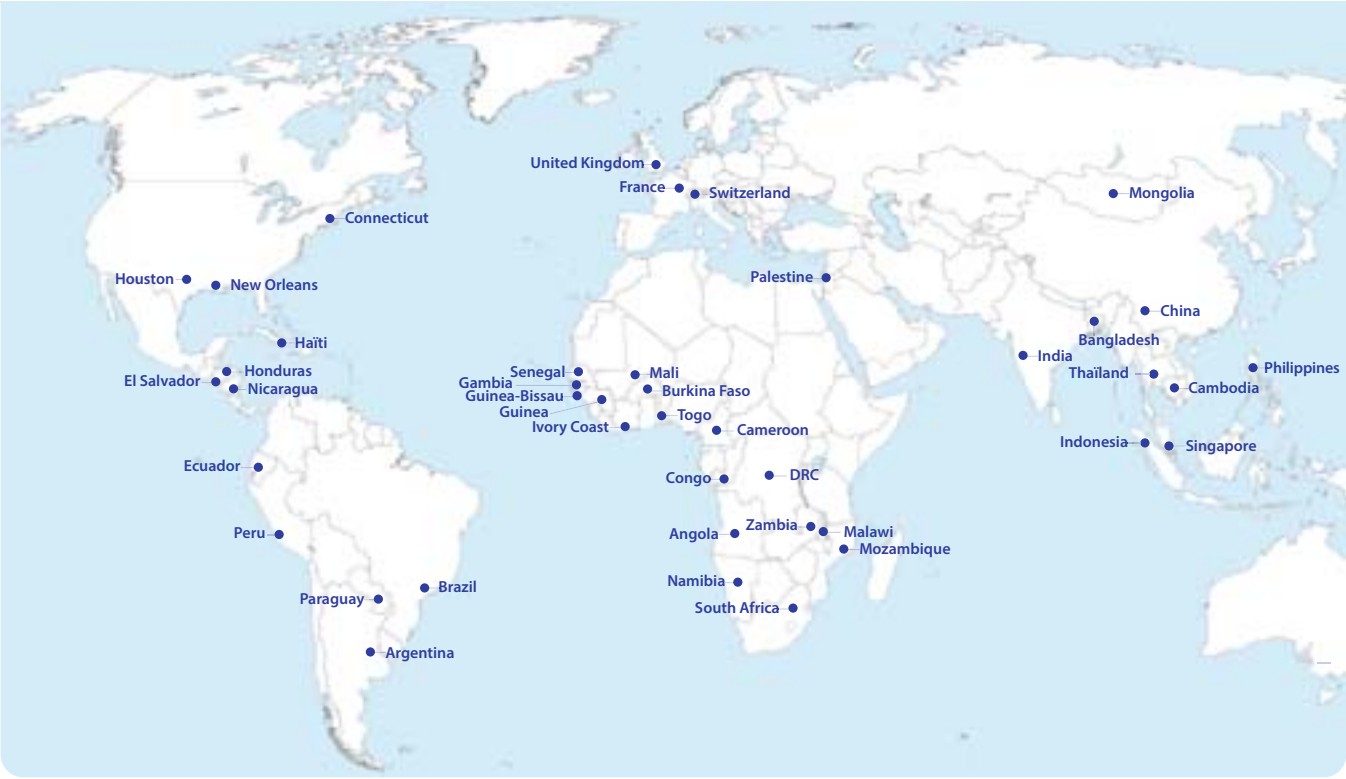 United Kingdom
France
Switzerland
Mongolia
Connecticut
Houston
New Orleans
Palestine
China
Bangladesh
Haïti
India
Honduras
El Salvador
Nicaragua
Senegal
Gambia
Guinea-Bissau
Guinea
Ivory Coast
Mali
Burkina Faso
Togo
Cameroon
Thaïland
Philippines
Cambodia
Indonesia
Singapore
Ecuador
Congo
DRC
Peru
Angola
Zambia
Malawi
Mozambique
Namibia
South Africa
Brazil
Paraguay
Argentina